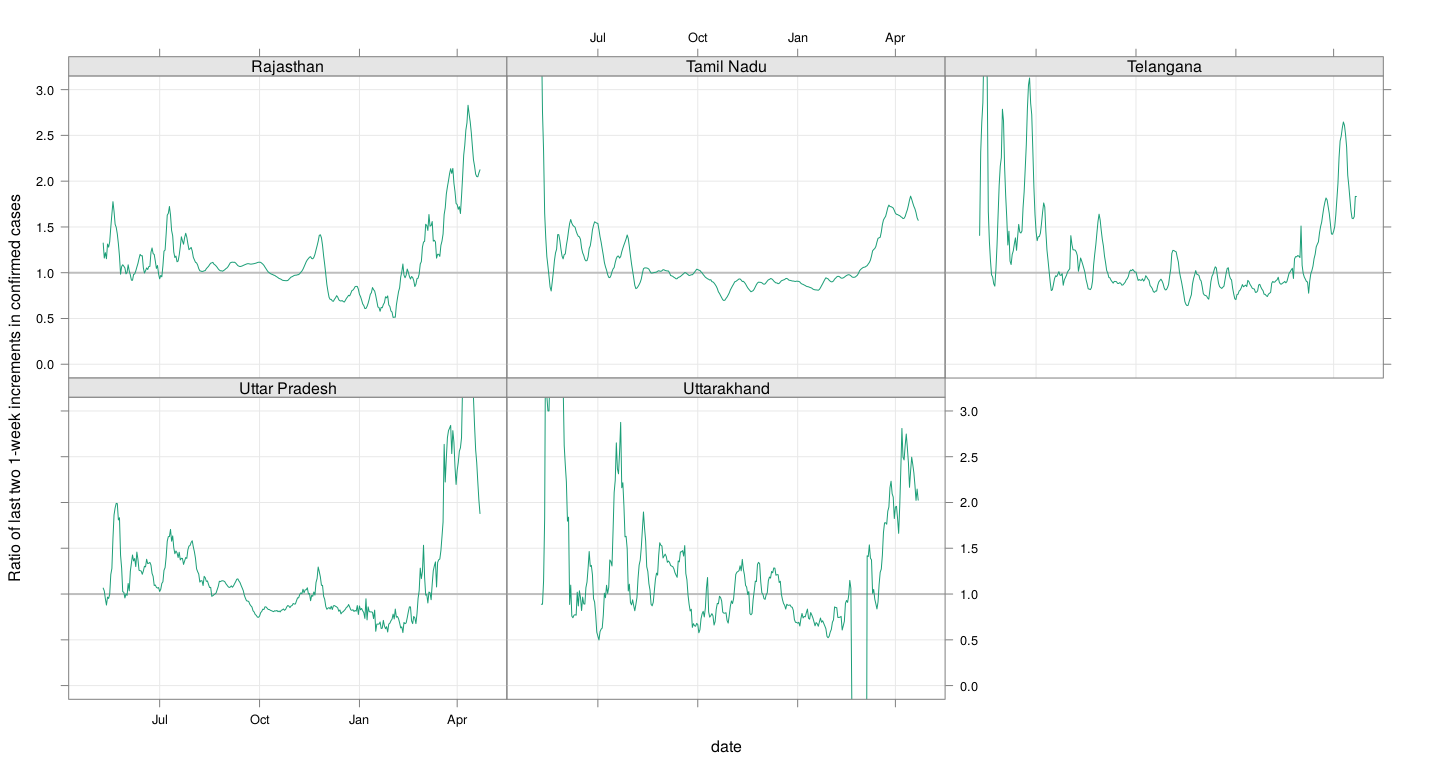 Jul Oct Jan Apr
Rajasthan Tamil Nadu Telangana
3.0
2.5
2.0
1.5
1.0
0.5
0.0
Uttar Pradesh Uttarakhand
3.0
2.5
2.0
1.5
1.0
0.5
0.0
Jul Oct Jan Apr
date
Ratio of last two 1-week increments in confirmed cases